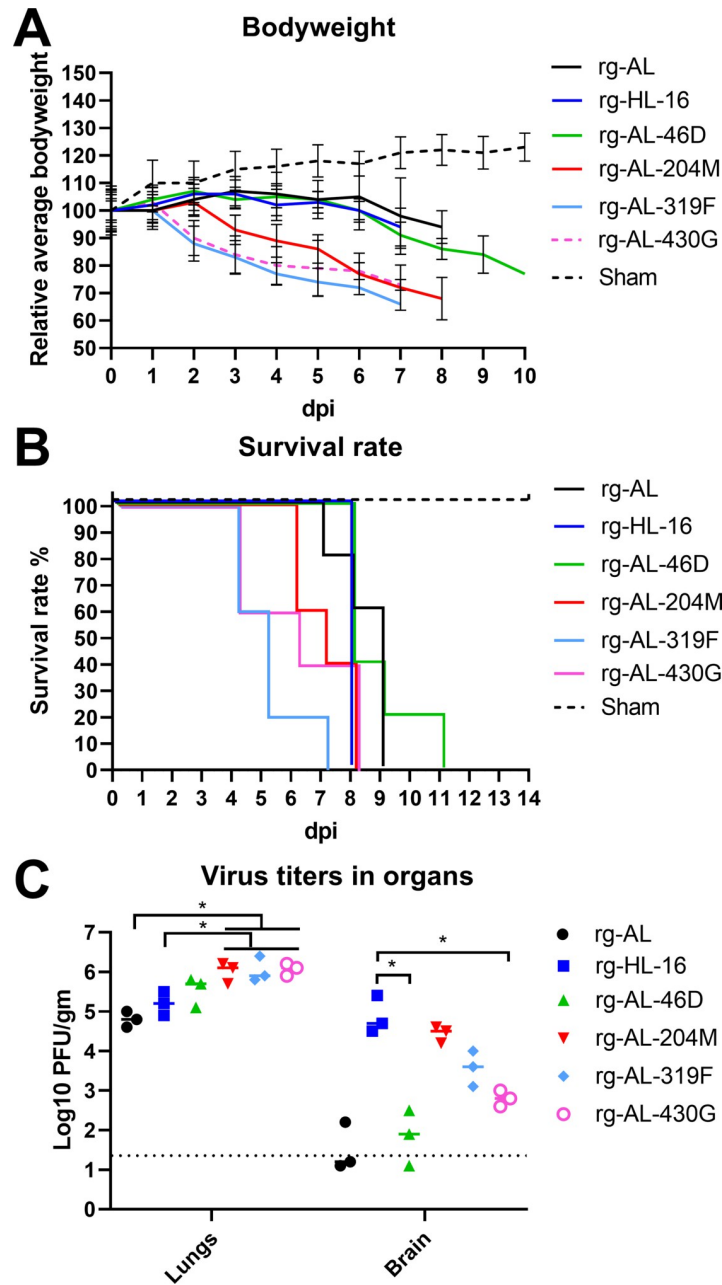 A
Bodyweight
Relative average bodyweight
150
140
130
120
110
100
90
80
70
60
50
0 1 2 3 4 5 6 7 8 9 10
dpi
rg-AL
rg-HL-16
rg-AL-46D
rg-AL-204M
rg-AL-319F
rg-AL-430G
Sham
B
Survival rate
Survival rate %
100
90
80
70
60
50
40
30
20
10
0
0 1 2 3 4 5 6 7 8 9 10 11 12 13 14
dpi
rg-AL
rg-HL-16
rg-AL-46D
rg-AL-204M
rg-AL-319F
rg-AL-430G
Sham
C
Virus titers in organs
Log10 PFU/gm
7
6
5
4
3
2
1
0
*
*
*
*
Lungs
Brain
rg-AL
rg-HL-16
rg-AL-46D
rg-AL-204M
rg-AL-319F
rg-AL-430G